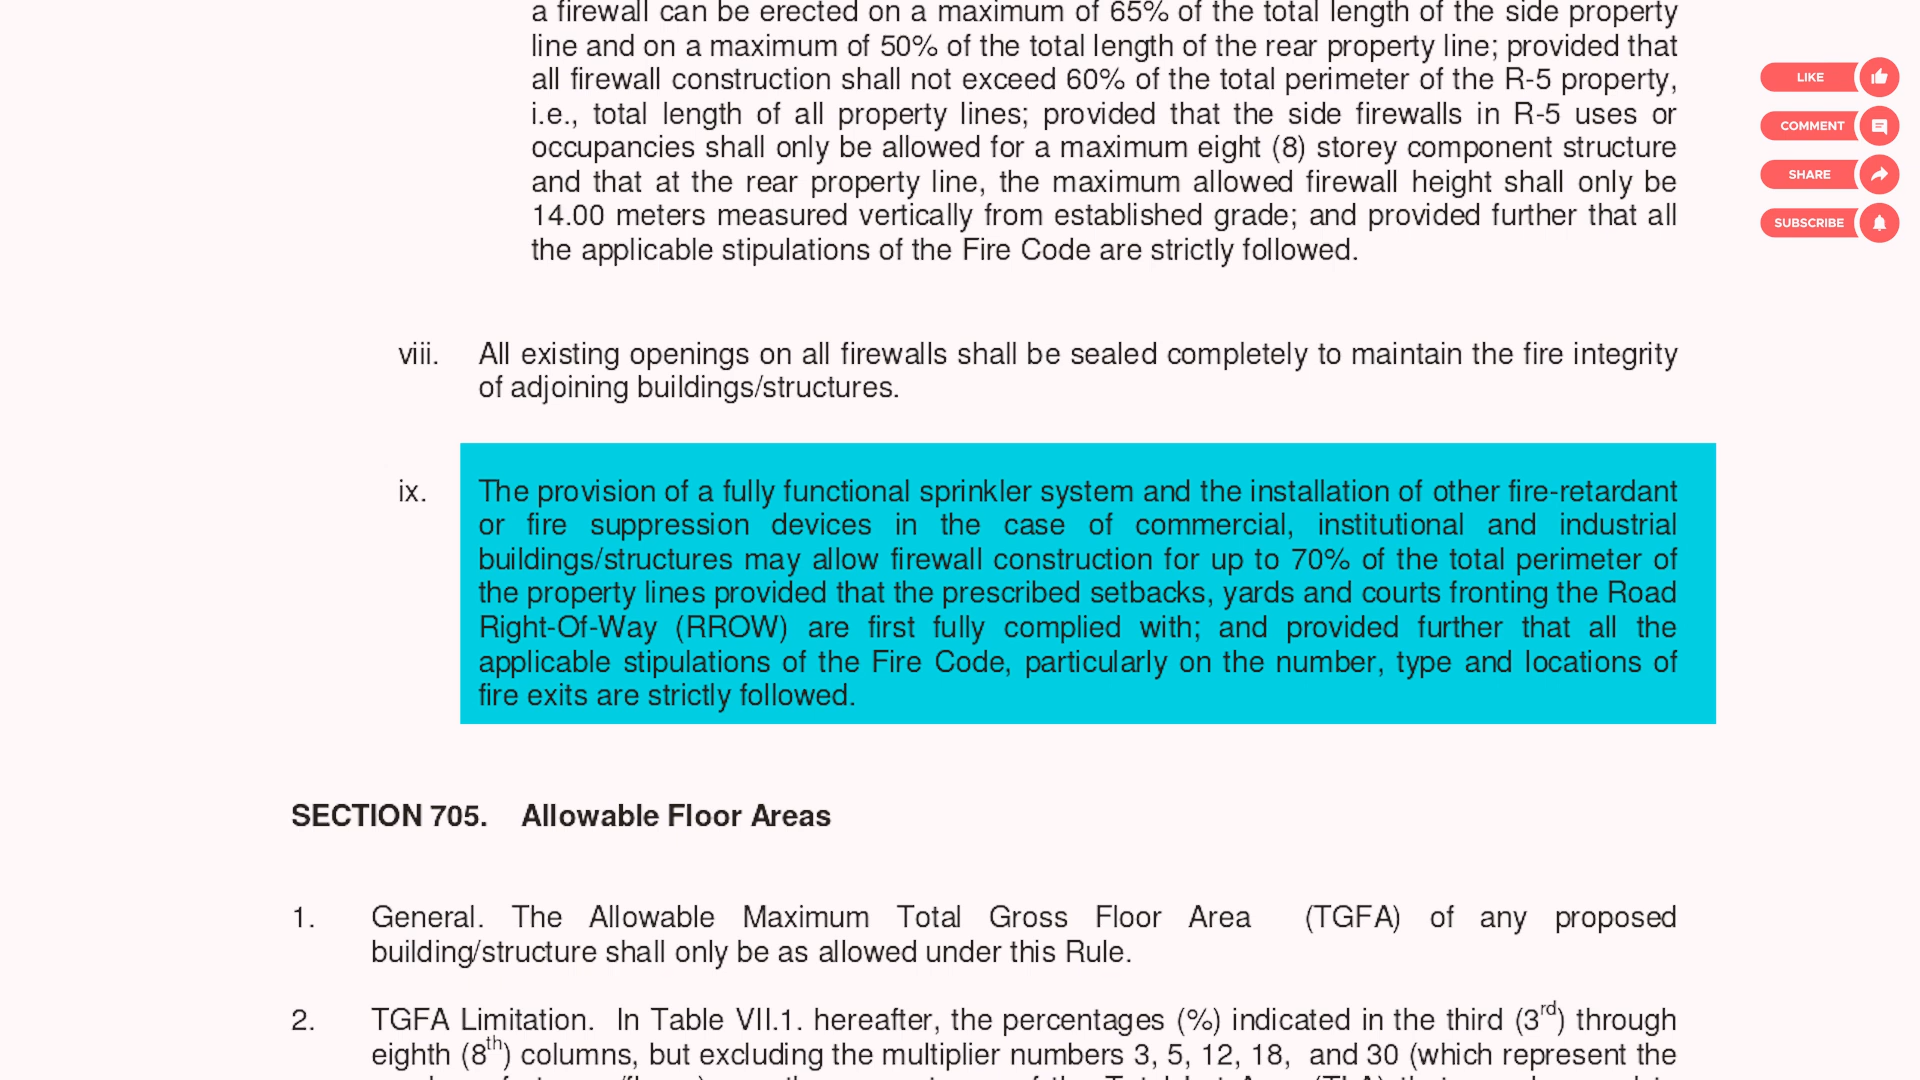 a firewall can be erected on a maximum of 65% of the total length of the side property
line and on a maximum of 50% of the total length of the rear property line; provided that
all firewall construction shall not exceed 60% of the total perimeter of the R-5 property,
i.e., total length of all property lines; provided that the side firewalls in R-5 uses or
occupancies shall only be allowed for a maximum eight (8) storey component structure
and that at the rear property line, the maximum allowed firewall height shall only be
14.00 meters measured vertically from established grade; and provided further that all
the applicable stipulations of the Fire Code are strictly followed.
viii. All existing openings on all firewalls shall be sealed completely to maintain the fire integrity
of adjoining buildings/structures.
ix. The provision of a fully functional sprinkler system and the installation of other fire-retardant
or fire suppression devices in the case of commercial, institutional and industrial
buildings/structures may allow firewall construction for up to 70% of the total perimeter of
the property lines provided that the prescribed setbacks, yards and courts fronting the Road
Right-Of-Way (RROW) are first fully complied with; and provided further that all the
applicable stipulations of the Fire Code, particularly on the number, type and locations of
fire exits are strictly followed.
SECTION 705. Allowable Floor Areas
1. General. The Allowable Maximum Total Gross Floor Area (TGFA) of any proposed
building/structure shall only be as allowed under this Rule.
2. TGFA Limitation. In Table VII.1. hereafter, the percentages (%) indicated in the third (3rd) through
eighth (8th) columns, but excluding the multiplier numbers 3, 5, 12, 18, and 30 (which represent the
LIKE
COMMENT
SHARE
SUBSCRIBE